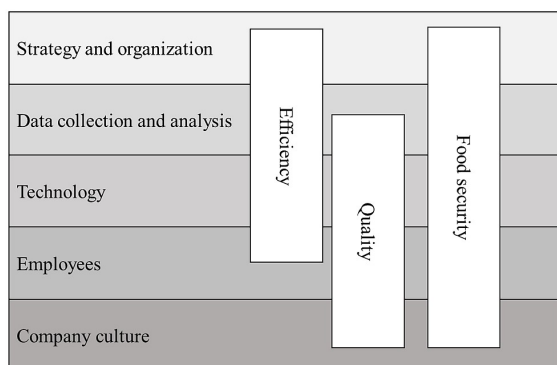 Strategy and organization
Data collection and analysis
Technology
Employees
Company culture
Efficiency
Quality
Food security